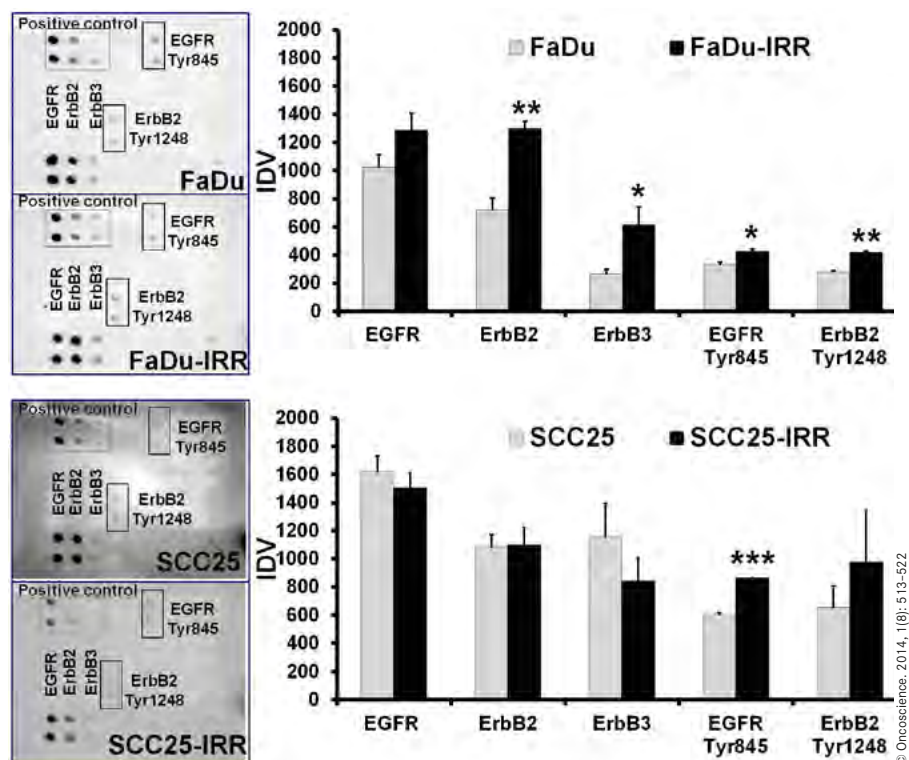 Positive control
EGFR
Tyr845
EGFR
ErbB2
ErbB3
ErbB2
Tyr1248
FaDu
Positive control
EGFR
Tyr845
EGFR
ErbB2
ErbB3
ErbB2
Tyr1248
FaDu-IRR
2000
1800
1600
1400
1200
1000
800
600
400
200
0
IDV
FaDu FaDu-IRR
** * * **
EGFR ErbB2 ErbB3 EGFR ErbB2
Tyr845 Tyr1248
Positive control
EGFR
Tyr845
EGFR
ErbB2
ErbB3
ErbB2
Tyr1248
SCC25
Positive control
EGFR
Tyr845
EGFR
ErbB2
ErbB3
ErbB2
Tyr1248
SCC25-IRR
2000
1800
1600
1400
1200
1000
800
600
400
200
0
IDV
SCC25 SCC25-IRR
***
EGFR ErbB2 ErbB3 EGFR ErbB2
Tyr845 Tyr1248
© Oncoscience. 2014, 1(8): 513-522